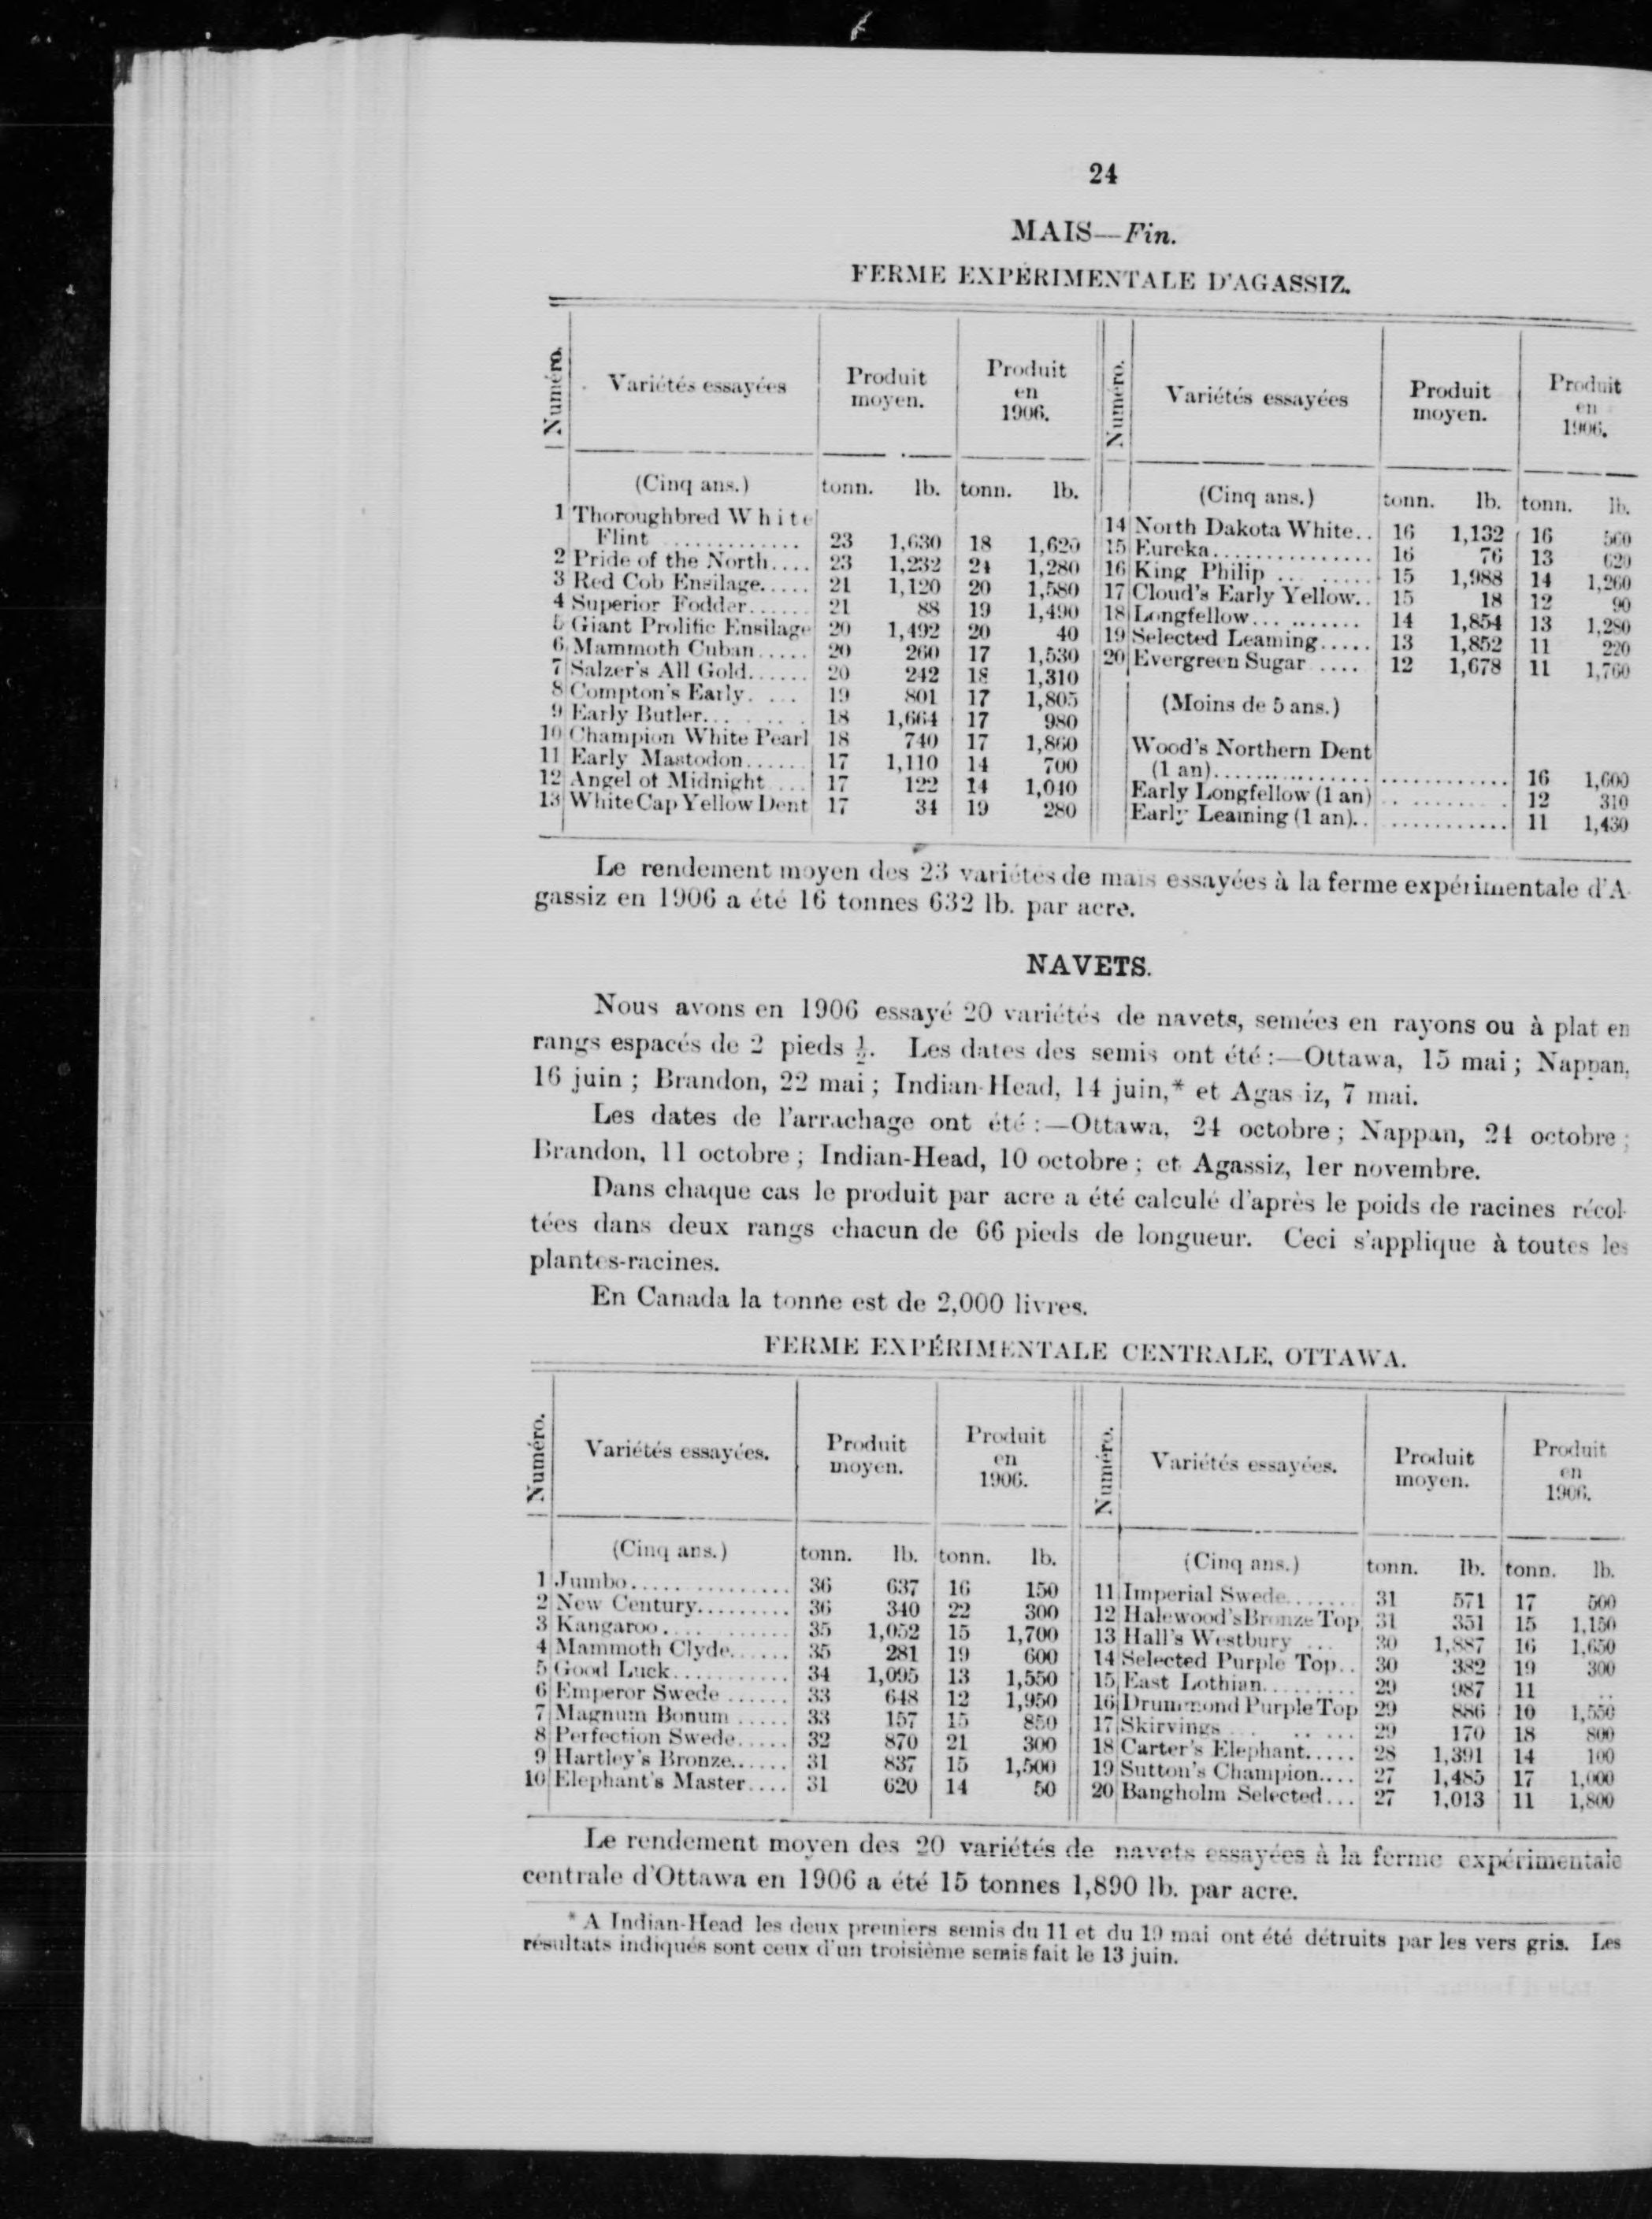 24
MAIS—Fin.
FERME EXPÉRIMENTALE D'AGASSIZ.
Numéro. Variétés essayées Produit moyen. Produit en 1906. Numéro. Variétés essayées Produit moyen. Produit en 1906.
(Cinq ans.) tonn. lb. tonn. lb. (Cinq ans.) tonn. lb. tonn. lb.
1 Thoroughbred White
Flint ............. 23 1,630 18 1,620 14 North Dakota White.. 16 1,132 16 560
2 Pride of the North.... 23 1,232 24 1,280 15 Eureka............... 16 76 13 620
3 Red Cob Ensilage..... 21 1,120 20 1,580 16 King Philip ... ...... 15 1,988 14 1,260
4 Superior Fodder...... 21 88 19 1,490 17 Cloud's Early Yellow.. 15 18 12 90
5 Giant Prolific Ensilage 20 1,492 20 40 18 Longfellow... ........ 14 1,854 13 1,280
6 Mammoth Cuban..... 20 260 17 1,530 19 Selected Leaming..... 13 1,852 11 220
7 Salzer's All Gold...... 20 242 18 1,310 20 Evergreen Sugar .... 12 1,678 11 1,760
8 Compton's Early. ... 19 801 17 1,805
9 Early Butler... .. ... 18 1,664 17 980 (Moins de 5 ans.)
10 Champion White Pearl 18 740 17 1,860 Wood's Northern Dent
11 Early Mastodon...... 17 1,110 14 700 (1 an)............... ............ 16 1,600
12 Angel of Midnight .... 17 122 14 1,040 Early Longfellow (1 an) .. ......... 12 310
13 White Cap Yellow Dent 17 34 19 280 Early Leaming (1 an).. ............ 11 1,430
Le rendement moyen des 23 variétés de maïs essayées à la ferme expérimentale d'A-
gassiz en 1906 a été 16 tonnes 632 lb. par acre.
NAVETS.
Nous avons en 1906 essayé 20 variétés de navets, semées en rayons ou à plat en
rangs espacés de 2 pieds ½. Les dates des semis ont été :—Ottawa, 15 mai ; Nappan,
16 juin ; Brandon, 22 mai ; Indian-Head, 14 juin,* et Agas iz, 7 mai.
Les dates de l'arrachage ont été :—Ottawa, 24 octobre ; Nappan, 24 octobre ;
Brandon, 11 octobre ; Indian-Head, 10 octobre ; et Agassiz, 1er novembre.
Dans chaque cas le produit par acre a été calculé d'après le poids de racines récol-
tées dans deux rangs chacun de 66 pieds de longueur. Ceci s'applique à toutes les
plantes-racines.
En Canada la tonne est de 2,000 livres.
FERME EXPÉRIMENTALE CENTRALE, OTTAWA.
Numéro. Variétés essayées. Produit moyen. Produit en 1906. Numéro. Variétés essayées. Produit moyen. Produit en 1906.
(Cinq ans.) tonn. lb. tonn. lb. (Cinq ans.) tonn. lb. tonn. lb.
1 Jumbo............... 36 637 16 150 11 Imperial Swede....... 31 571 17 500
2 New Century......... 36 340 22 300 12 Halewood's Bronze Top 31 351 15 1,150
3 Kangaroo.... ....... 35 1,052 15 1,700 13 Hall's Westbury ... 30 1,887 16 1,650
4 Mammoth Clyde...... 35 281 19 600 14 Selected Purple Top.. 30 382 19 300
5 Good Luck........... 34 1,095 13 1,550 15 East Lothian......... 29 987 11 ..
6 Emperor Swede ...... 33 648 12 1,950 16 Drummond Purple Top 29 886 10 1,550
7 Magnum Bonum ..... 33 157 15 850 17 Skirvings ... .. ... 29 170 18 800
8 Perfection Swede..... 32 870 21 300 18 Carter's Elephant..... 28 1,391 14 100
9 Hartley's Bronze...... 31 837 15 1,500 19 Sutton's Champion.... 27 1,485 17 1,000
10 Elephant's Master.... 31 620 14 50 20 Bangholm Selected... 27 1,013 11 1,800
Le rendement moyen des 20 variétés de navets essayées à la ferme expérimentale
centrale d'Ottawa en 1906 a été 15 tonnes 1,890 lb. par acre.
* A Indian-Head les deux premiers semis du 11 et du 19 mai ont été détruits par les vers gris. Les
résultats indiqués sont ceux d'un troisième semis fait le 13 juin.